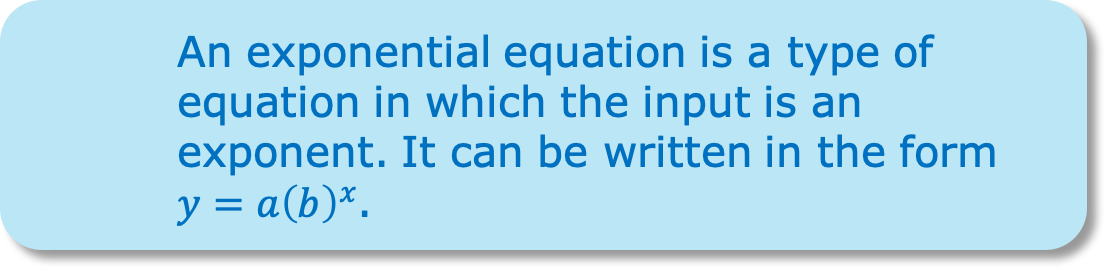 An exponential equation is a type of
equation in which the input is an
exponent. It can be written in the form
y = a(b)ˣ.